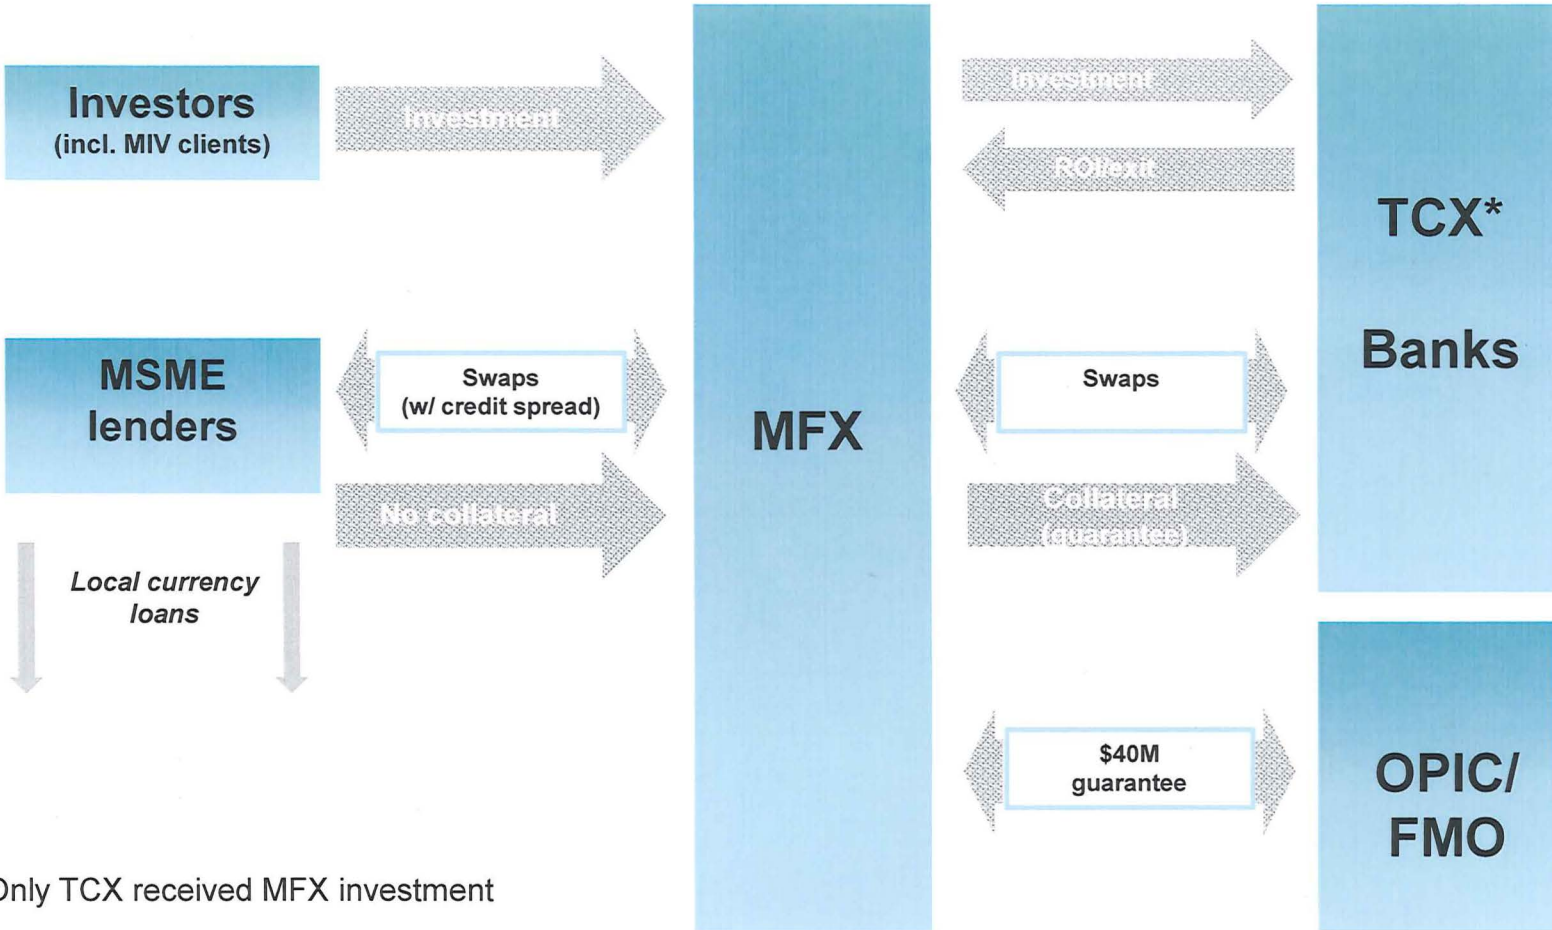 Investors
(incl. MIV clients)
Investment
Investment
ROI/exit
TCX*
Banks
MSME
lenders
Swaps
(w/ credit spread)
MFX
Swaps
No collateral
Collateral
(guarantee)
Local currency
loans
$40M
guarantee
OPIC/
FMO
Only TCX received MFX investment